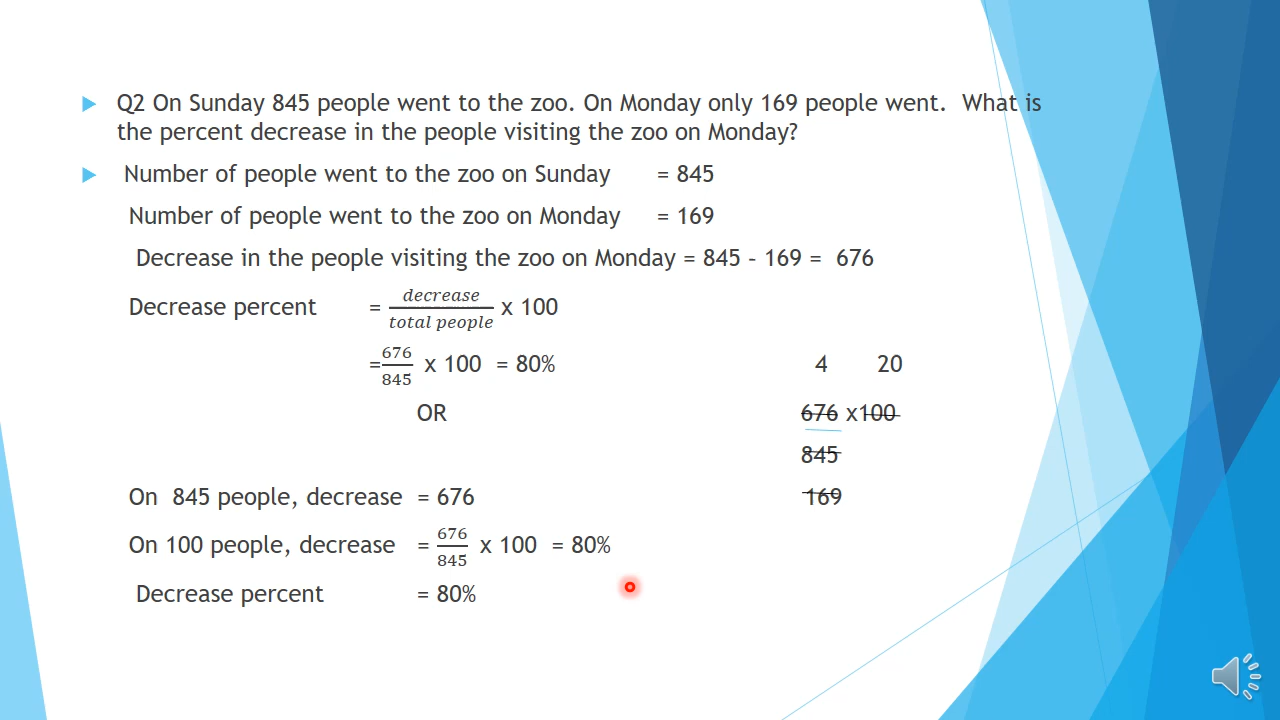 Q2 On Sunday 845 people went to the zoo. On Monday only 169 people went.  What is
the percent decrease in the people visiting the zoo on Monday?
Number of people went to the zoo on Sunday = 845
Number of people went to the zoo on Monday = 169
Decrease in the people visiting the zoo on Monday = 845 - 169 = 676
Decrease percent = decrease/total people x 100
= 676/845 x 100 = 80%
4 20
OR
676 x100
845
169
On 845 people, decrease = 676
On 100 people, decrease = 676/845 x 100 = 80%
Decrease percent = 80%